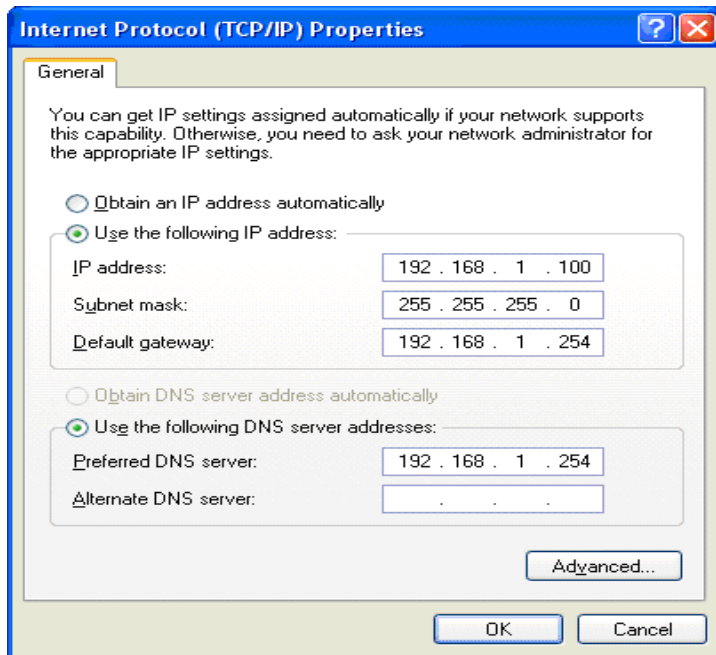 Internet Protocol (TCP/IP) Properties
General
You can get IP settings assigned automatically if your network supports
this capability. Otherwise, you need to ask your network administrator for
the appropriate IP settings.
Obtain an IP address automatically
Use the following IP address:
IP address: 192 . 168 . 1 . 100
Subnet mask: 255 . 255 . 255 . 0
Default gateway: 192 . 168 . 1 . 254
Obtain DNS server address automatically
Use the following DNS server addresses:
Preferred DNS server: 192 . 168 . 1 . 254
Alternate DNS server: . . .
Advanced...
OK Cancel